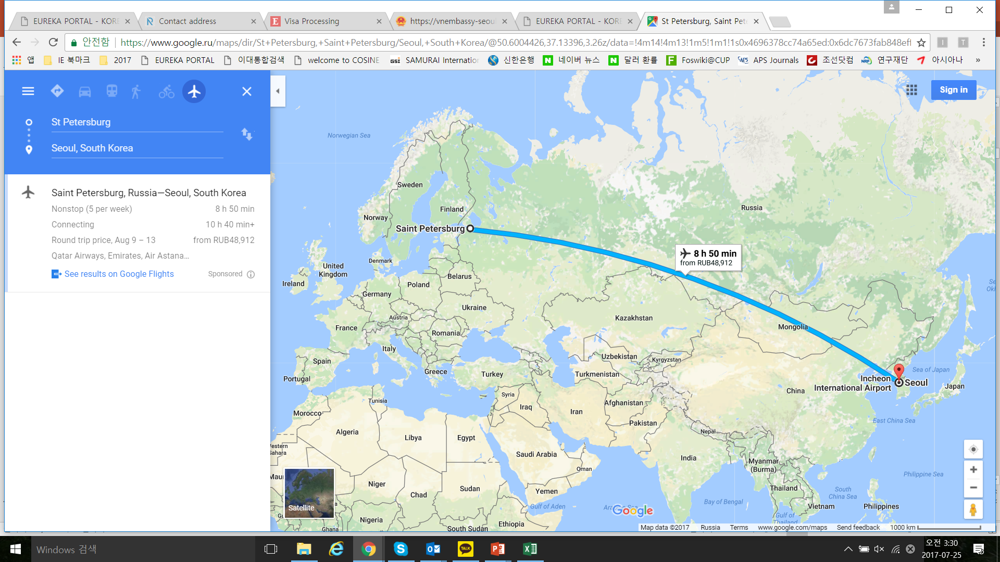 EUREKA PORTAL - KORE
Contact address
Visa Processing
https://vnembassy-seoul
EUREKA PORTAL - KORE
St Petersburg, Saint Pete
안전함
https://www.google.ru/maps/dir/St+Petersburg,+Saint+Petersburg/Seoul,+South+Korea/@50.6004426,37.13396,3.26z/data=!4m14!4m13!1m5!1m1!1s0x4696378cc74a65ed:0x6dc7673fab848eff
앱
IE 북마크
2017
EUREKA PORTAL
이대통합검색
welcome to COSINE
SAMURAI Internation
신한은행
네이버 뉴스
달러 환률
Foswiki@CUP
APS Journals
조선닷컴
연구재단
아시아나
»
St Petersburg
Seoul, South Korea
Saint Petersburg, Russia—Seoul, South Korea
Nonstop (5 per week) 8 h 50 min
Connecting 10 h 40 min+
Round trip price, Aug 9 – 13 from RUB48,912
Qatar Airways, Emirates, Air Astana...
See results on Google Flights Sponsored
Sign in
Norwegian Sea
Sweden
Finland
Norway
Russia
Saint Petersburg
8 h 50 min
from RUB48,912
Denmark
United
Kingdom
Ireland
Belarus
Poland
Germany
Ukraine
Austria
France
Romania
Kazakhstan
Mongolia
Italy
Spain
Uzbekistan
Kyrgyzstan
Greece
Turkey
Turkmenistan
Portugal
Sea of Japan
Incheon
International Airport
Seoul
Japan
China
Syria
Tunisia
Iraq
Iran
Afghanistan
Morocco
Pakistan
East China Sea
Algeria
Libya
Egypt
Nepal
Western
Sahara
Saudi Arabia
India
Myanmar
(Burma)
Oman
Philippine Sea
Mau
Niger
Chad
Sudan
Yemen
Thailand
South
China Sea
Satellite
Gulf of Aden
Arabian Sea
Bay of Bengal
Vietnam
Philippines
Google
Nigeria
Ethiopia
Gulf of
Thailand
Ghana
South Sudan
Map data ©2017 Russia Terms www.google.com/maps Send feedback 1000 km
Windows 검색
TALK
오전 3:30
2017-07-25